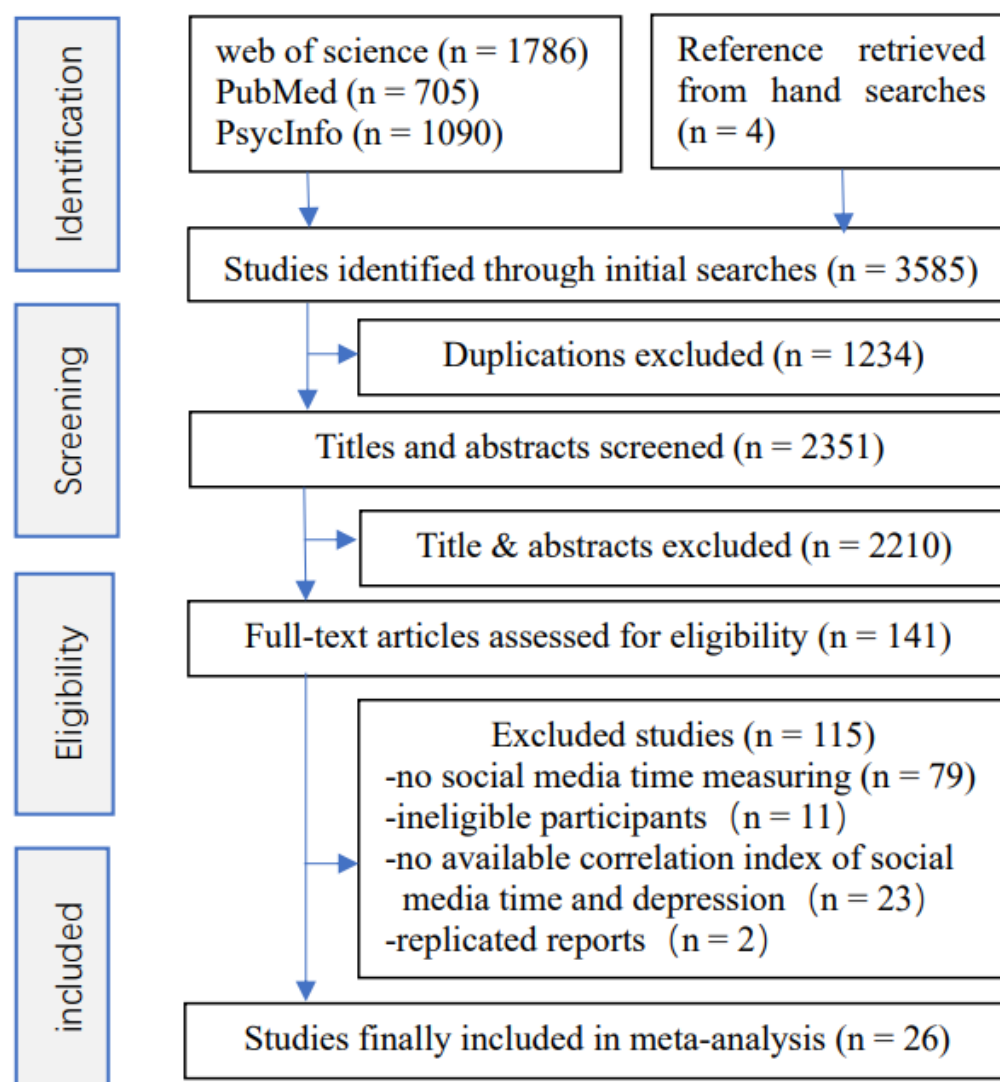 Identification
web of science (n = 1786)
PubMed (n = 705)
PsycInfo (n = 1090)
Reference retrieved
from hand searches
(n = 4)
Studies identified through initial searches (n = 3585)
Screening
Duplications excluded (n = 1234)
Titles and abstracts screened (n = 2351)
Title & abstracts excluded (n = 2210)
Eligibility
Full-text articles assessed for eligibility (n = 141)
Excluded studies (n = 115)
-no social media time measuring (n = 79)
-ineligible participants（n = 11）
-no available correlation index of social
media time and depression（n = 23）
-replicated reports（n = 2）
included
Studies finally included in meta-analysis (n = 26)